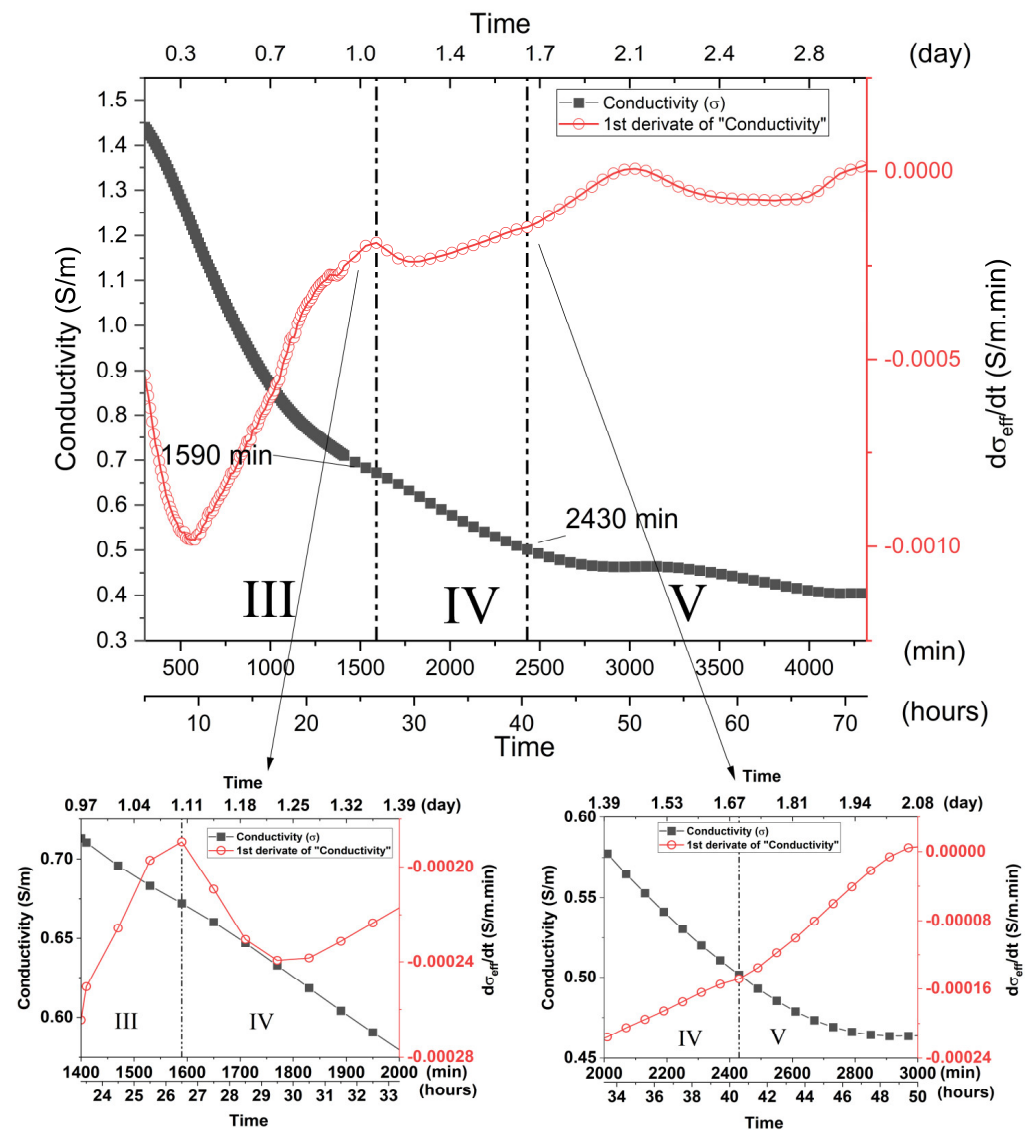 Time
0.3 0.7 1.0 1.4 1.7 2.1 2.4 2.8 (day)
Conductivity (σ)
1st derivate of "Conductivity"
1.5
1.4
1.3
1.2
1.1
1.0
0.9
0.8
0.7
0.6
0.5
0.4
0.3
Conductivity (S/m)
0.0000
-0.0005
-0.0010
dσeff/dt (S/m.min)
1590 min
2430 min
III IV V
500 1000 1500 2000 2500 3000 3500 4000 (min)
10 20 30 40 50 60 70 (hours)
Time
Time
0.97 1.04 1.11 1.18 1.25 1.32 1.39 (day)
Conductivity (σ)
1st derivate of "Conductivity"
0.70
0.65
0.60
Conductivity (S/m)
-0.00020
-0.00024
-0.00028
dσeff/dt (S/m.min)
III IV
1400 1500 1600 1700 1800 1900 2000 (min)
24 25 26 27 28 29 30 31 32 33 (hours)
Time
Time
1.39 1.53 1.67 1.81 1.94 2.08 (day)
Conductivity (σ)
1st derivate of "Conductivity"
0.60
0.55
0.50
0.45
Conductivity (S/m)
0.00000
-0.00008
-0.00016
-0.00024
dσeff/dt (S/m.min)
IV V
2000 2200 2400 2600 2800 3000 (min)
34 36 38 40 42 44 46 48 50 (hours)
Time